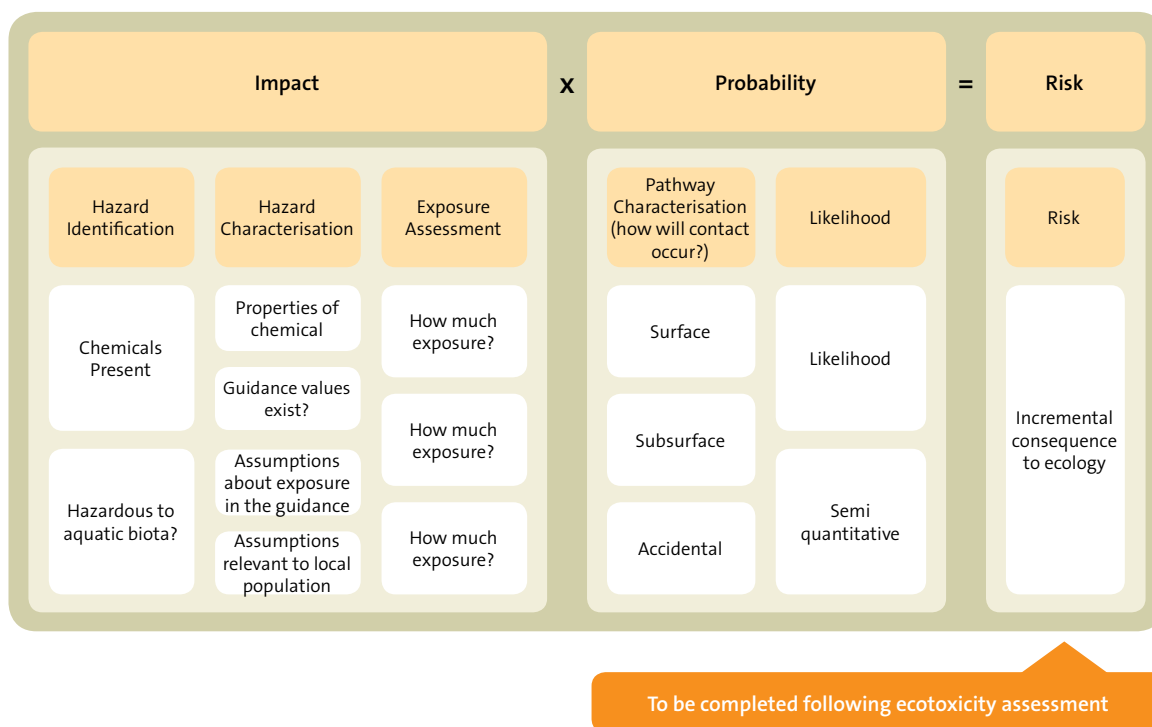 Impact
x
Probability
=
Risk
Hazard
Identification
Hazard
Characterisation
Exposure
Assessment
Pathway
Characterisation
(how will contact
occur?)
Likelihood
Risk
Chemicals
Present
Hazardous to
aquatic biota?
Properties of
chemical
Guidance values
exist?
Assumptions
about exposure
in the guidance
Assumptions
relevant to local
population
How much
exposure?
How much
exposure?
How much
exposure?
Surface
Subsurface
Accidental
Likelihood
Semi
quantitative
Incremental
consequence
to ecology
To be completed following ecotoxicity assessment